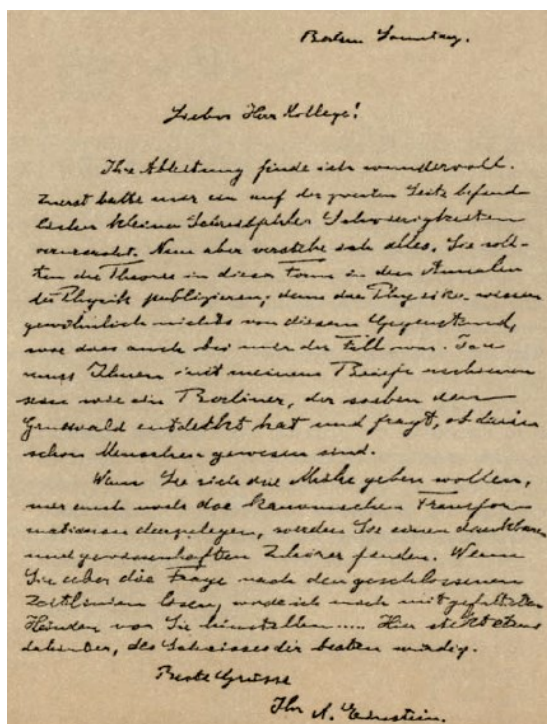 Berlin Sonntag.
Lieber Herr Kollege!
Ihre Ableitung finde ich wundervoll.
Zuerst hatte mir ein auf der zweiten Seite befind-
licher kleiner Schreibfehler Schwierigkeiten
verursacht. Nun aber verstehe ich alles. Sie soll-
ten die Theorie in dieser Form in den Annalen
der Physik publizieren; denn die Physiker wissen
gewöhnlich nichts von diesem Gegenstand,
wie dies auch bei mir der Fall war. Ich
muss Ihnen mit meinem Briefe vorkommen
sein wie ein Berliner, der soeben den
Grunewald entdeckt hat und fragt, ob darin
schon Menschen gewesen sind.
Wenn Sie sich die Mühe geben wollen,
mir auch noch die kanonischen Transfor-
mationen darzulegen, werden Sie einen dankbaren
und gewissenhaften Zuhörer finden. Wenn
Sie aber die Frage nach den geschlossenen
Zeitlinien lösen, werde ich mich mit gefalteten
Händen vor Sie hinstellen..... Hier steckt etwas
dahinter, des Schweisses der besten würdig.
Beste Grüsse
Ihr A. Einstein.